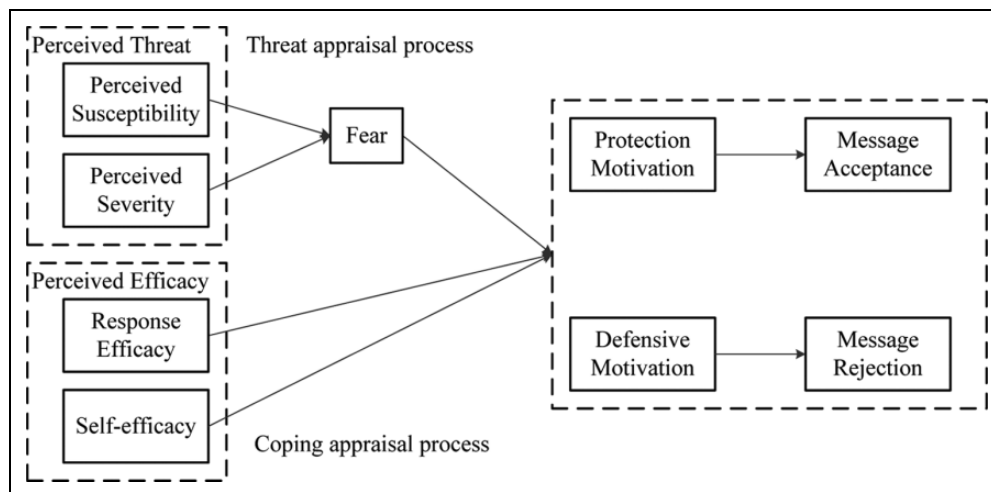 Perceived Threat
Threat appraisal process
Perceived
Susceptibility
Fear
Perceived
Severity
Protection
Motivation
Message
Acceptance
Perceived Efficacy
Response
Efficacy
Self-efficacy
Defensive
Motivation
Message
Rejection
Coping appraisal process